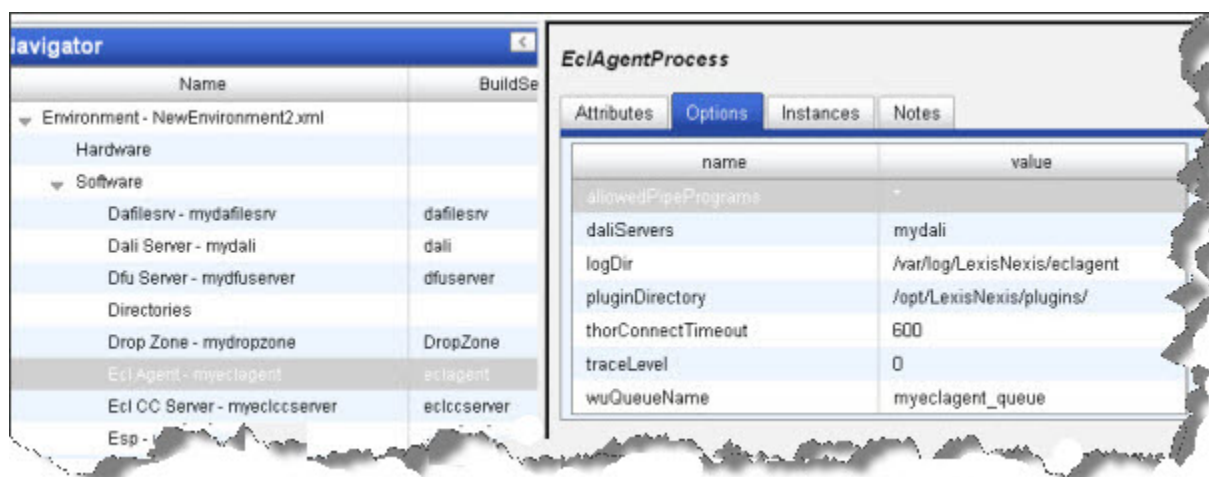 lavigator
Name BuildSe
Environment - NewEnvironment2.xml
Hardware
Software
Dafilesrv - mydafilesrv dafilesrv
Dali Server - mydali dali
Dfu Server - mydfuserver dfuserver
Directories
Drop Zone - mydropzone DropZone
Ecl Agent - myeclagent eclagent
Ecl CC Server - myeclccserver eclccserver
Esp -
EclAgentProcess
Attributes Options Instances Notes
name value
allowedPipePrograms *
daliServers mydali
logDir /var/log/LexisNexis/eclagent
pluginDirectory /opt/LexisNexis/plugins/
thorConnectTimeout 600
traceLevel 0
wuQueueName myeclagent_queue